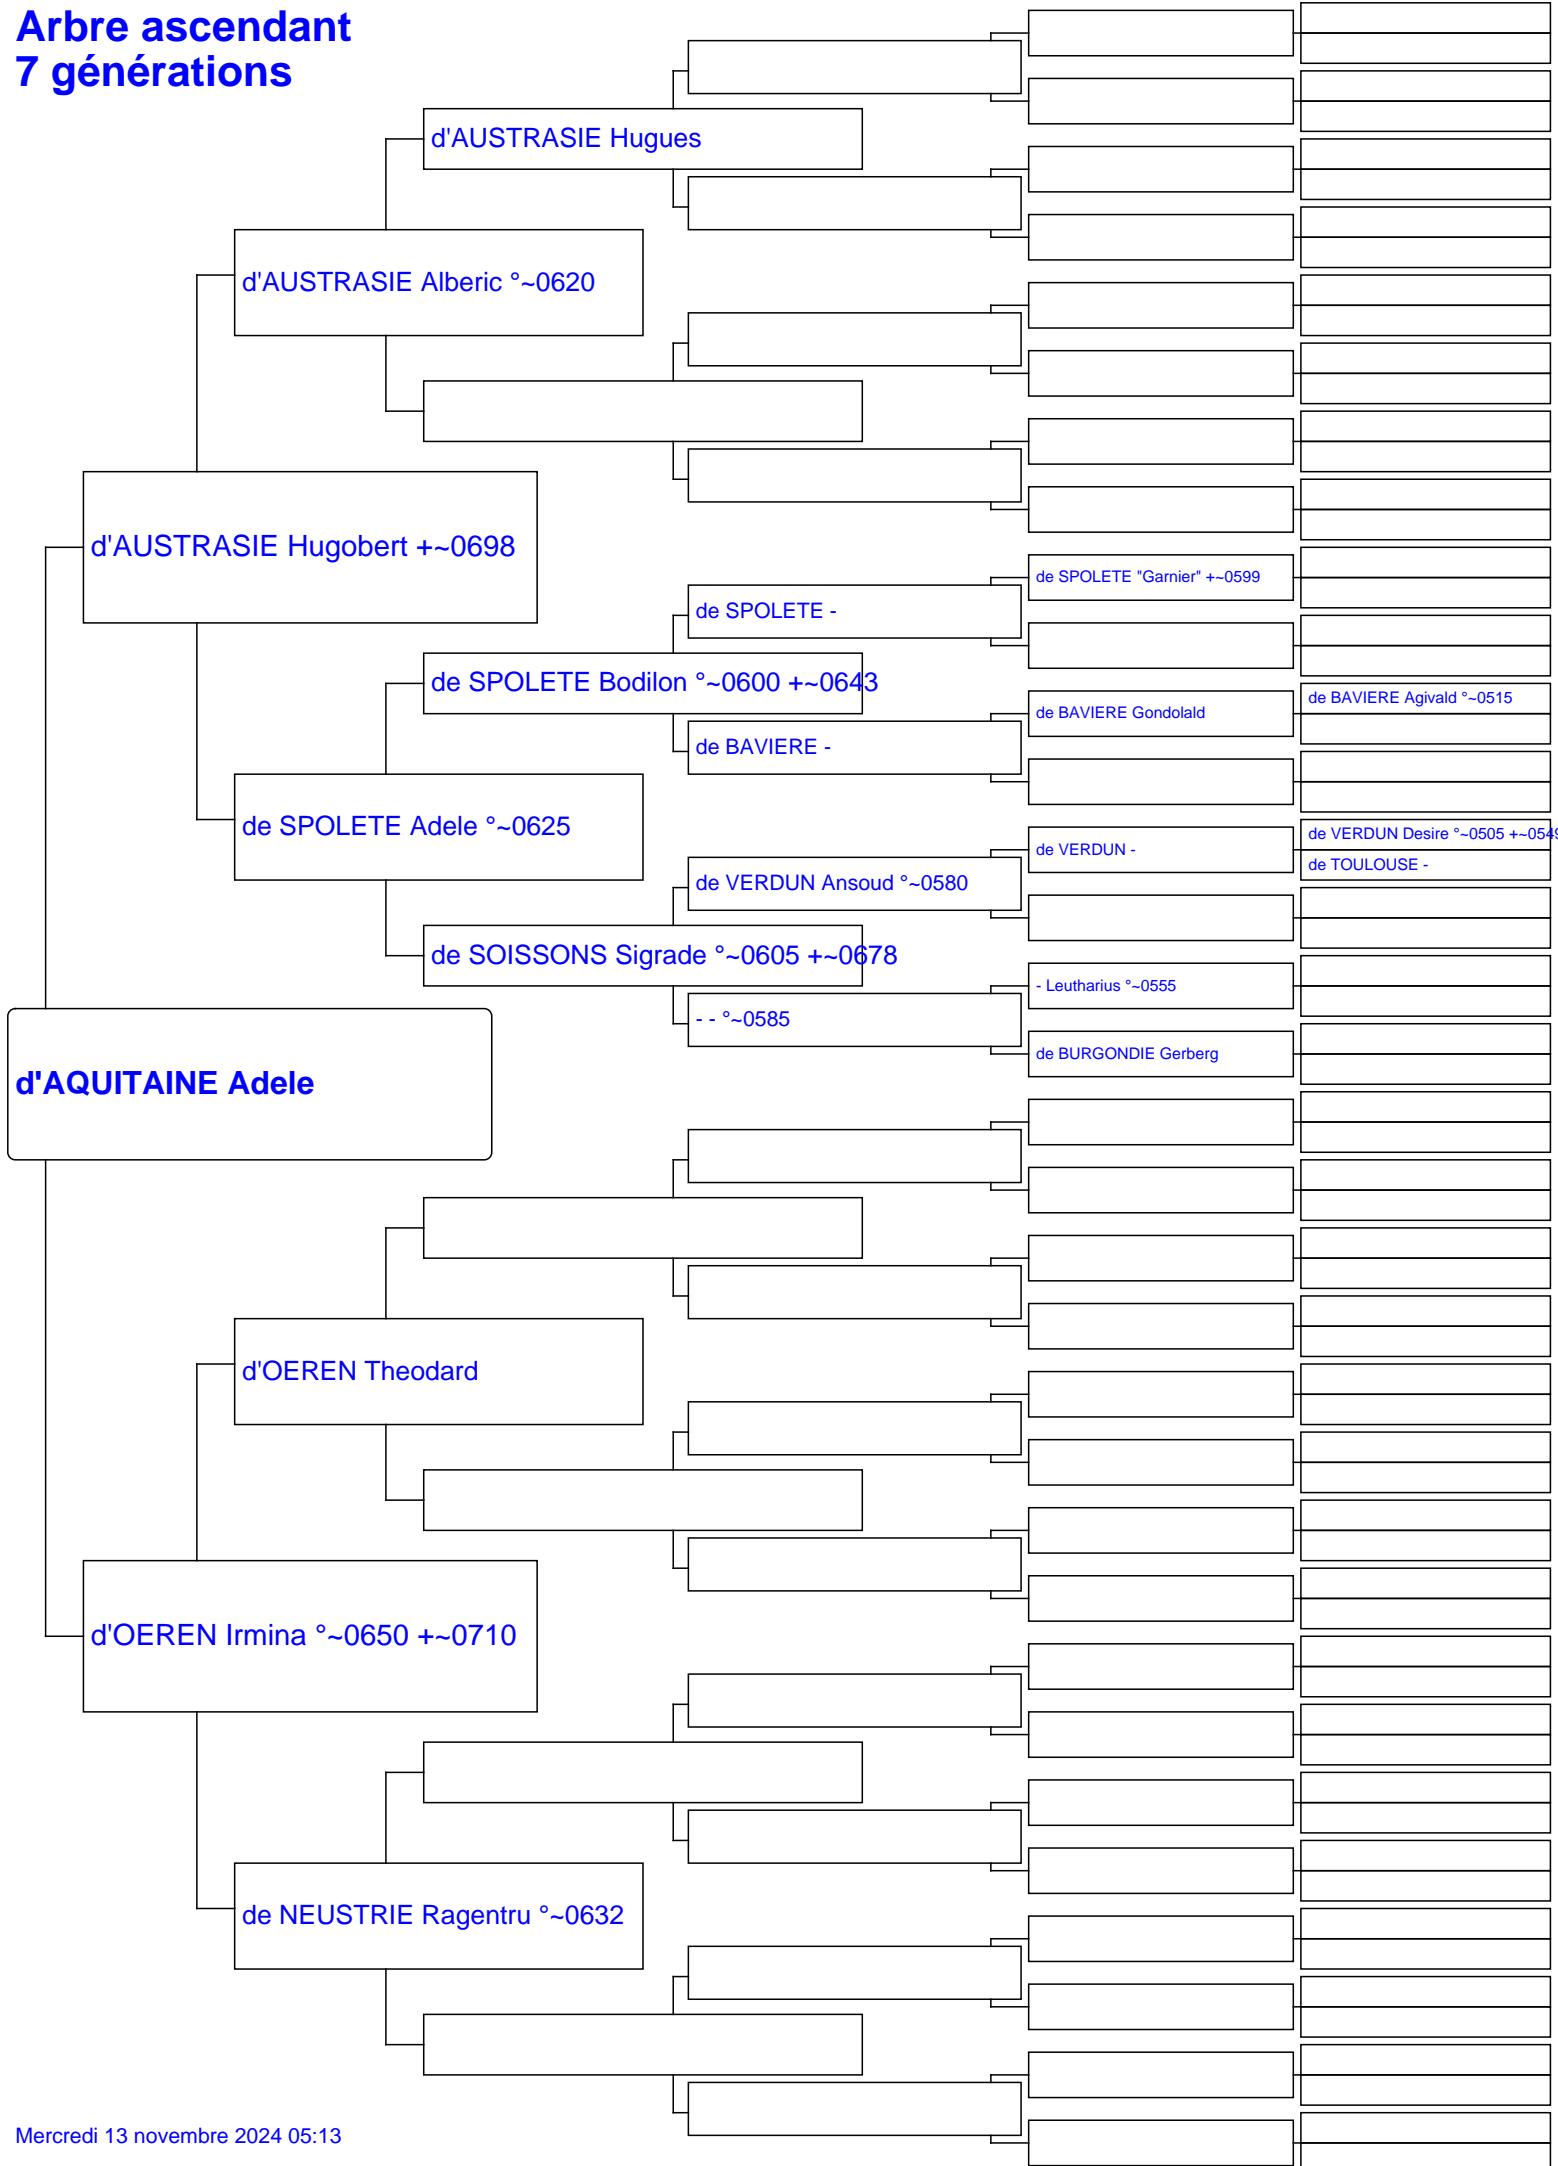 Arbre ascendant
7 générations
d'AUSTRASIE Hugues
d'AUSTRASIE Alberic °~0620
d'AUSTRASIE Hugobert +~0698
de SPOLETE "Garnier" +~0599
de SPOLETE -
de SPOLETE Bodilon °~0600 +~0643
de BAVIERE Agivald °~0515
de BAVIERE Gondolald
de BAVIERE -
de SPOLETE Adele °~0625
de VERDUN Desire °~0505 +~0549
de VERDUN -
de TOULOUSE -
de VERDUN Ansoud °~0580
de SOISSONS Sigrade °~0605 +~0678
- Leutharius °~0555
- - °~0585
de BURGONDIE Gerberg
d'AQUITAINE Adele
d'OEREN Theodard
d'OEREN Irmina °~0650 +~0710
de NEUSTRIE Ragentru °~0632
Mercredi 13 novembre 2024 05:13